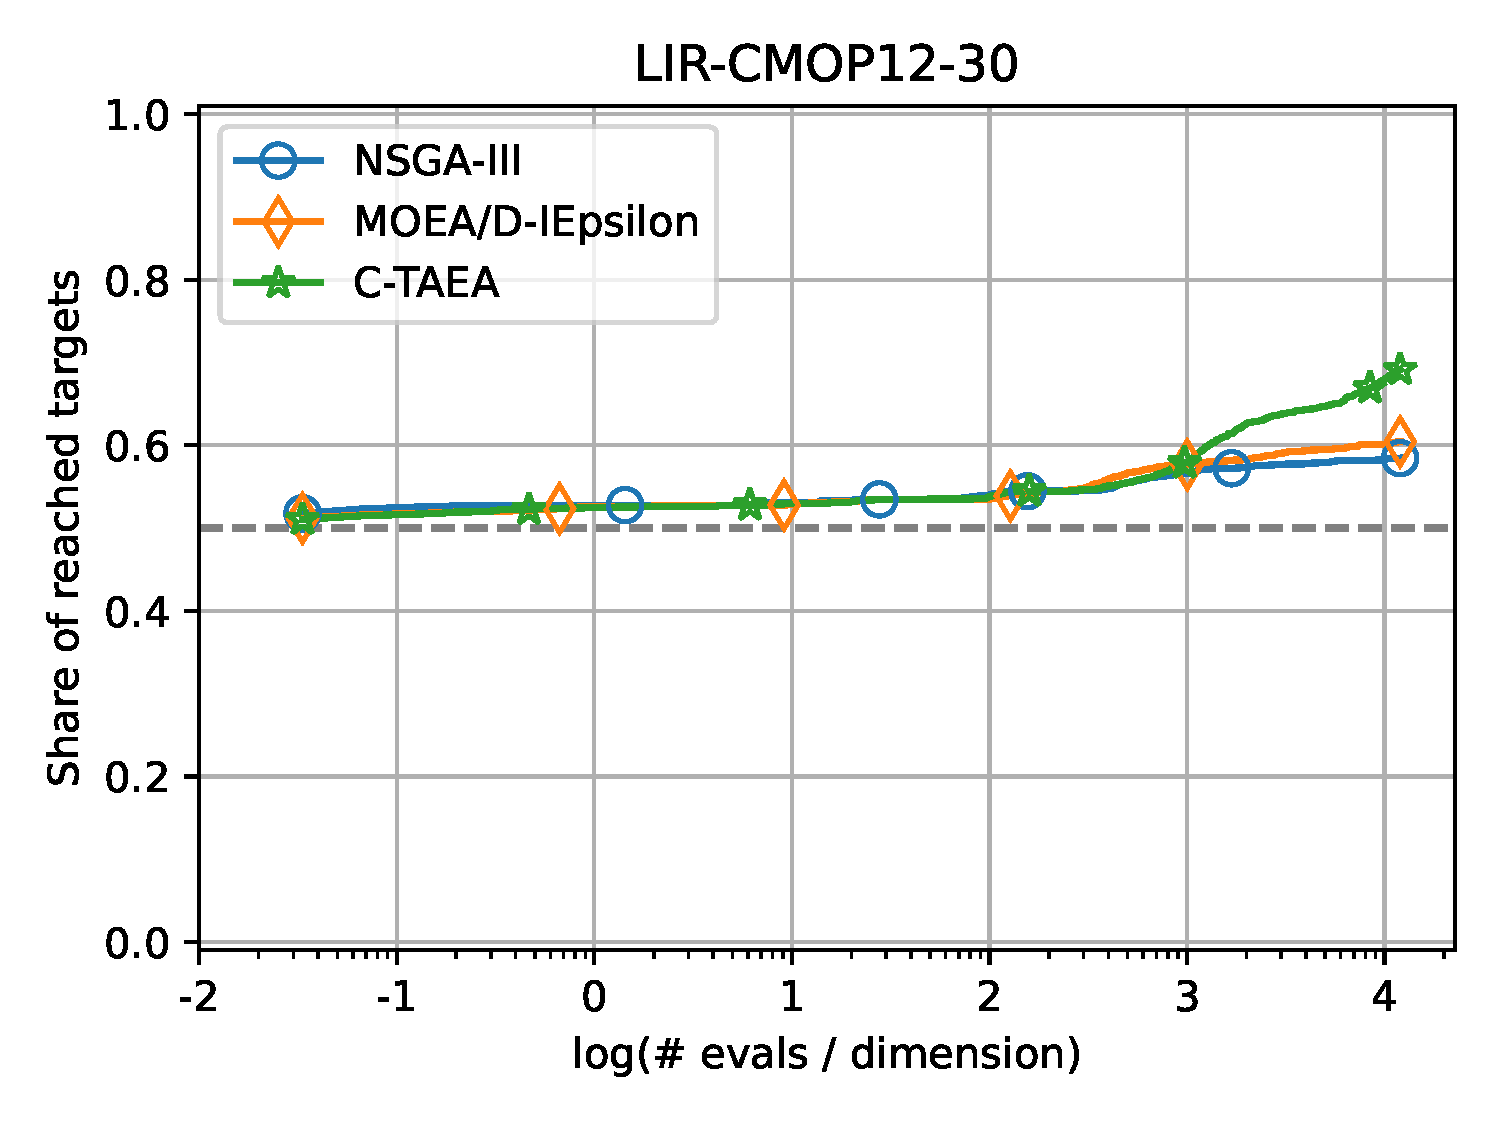 LIR-CMOP12-30
NSGA-III
MOEA/D-IEpsilon
C-TAEA
Share of reached targets
1.0
0.8
0.6
0.4
0.2
0.0
-2 -1 0 1 2 3 4
log(# evals / dimension)